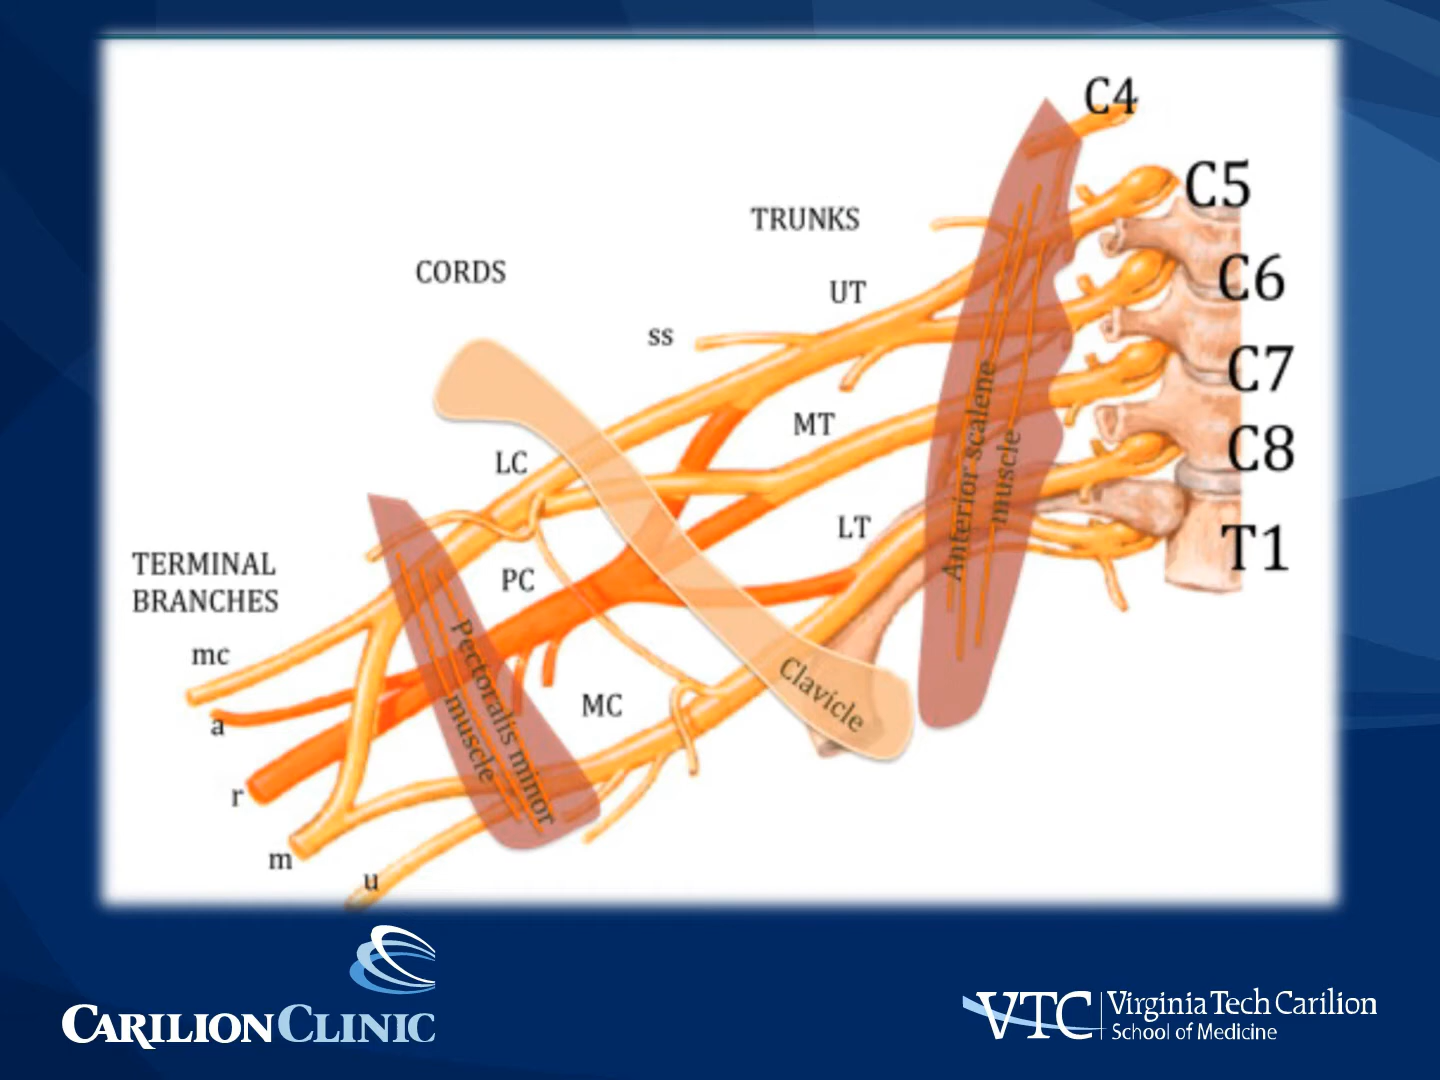 C4
C5
TRUNKS
CORDS
C6
UT
ss
C7
MT
C8
LC
Anterior scalene
muscle
LT
T1
TERMINAL
BRANCHES
PC
mc
Pectoralis minor
muscle
Clavicle
MC
a
r
m
u
CARILION CLINIC
VTC
Virginia Tech Carilion
School of Medicine